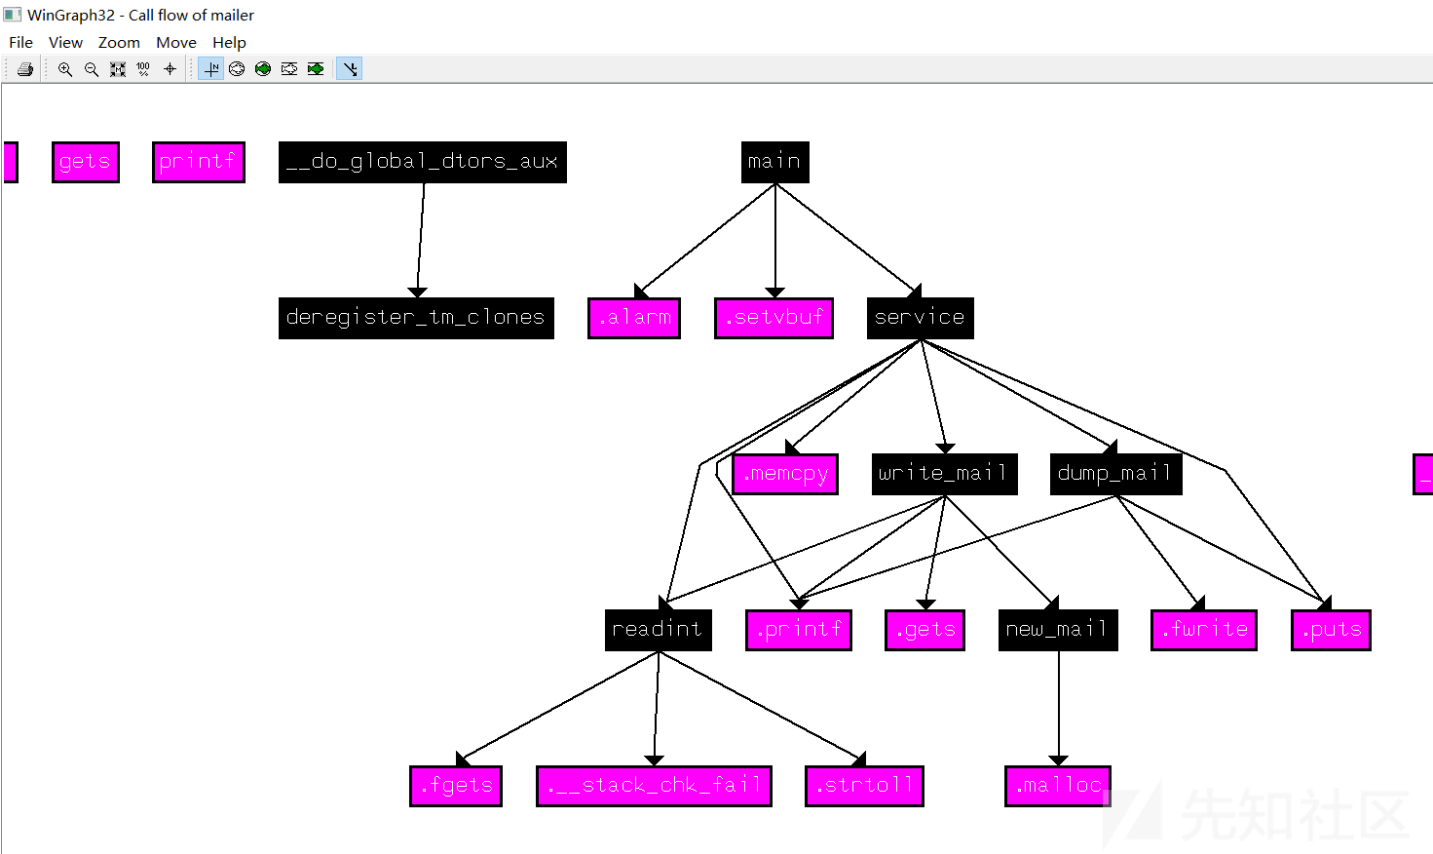 WinGraph32 - Call flow of mailer
File View Zoom Move Help
100 %
N
gets printf __do_global_dtors_aux main
deregister_tm_clones .alarm .setvbuf service
.memcpy write_mail dump_mail
readint .printf .gets new_mail .fwrite .puts
.fgets .__stack_chk_fail .strtoll .malloc
先知社区